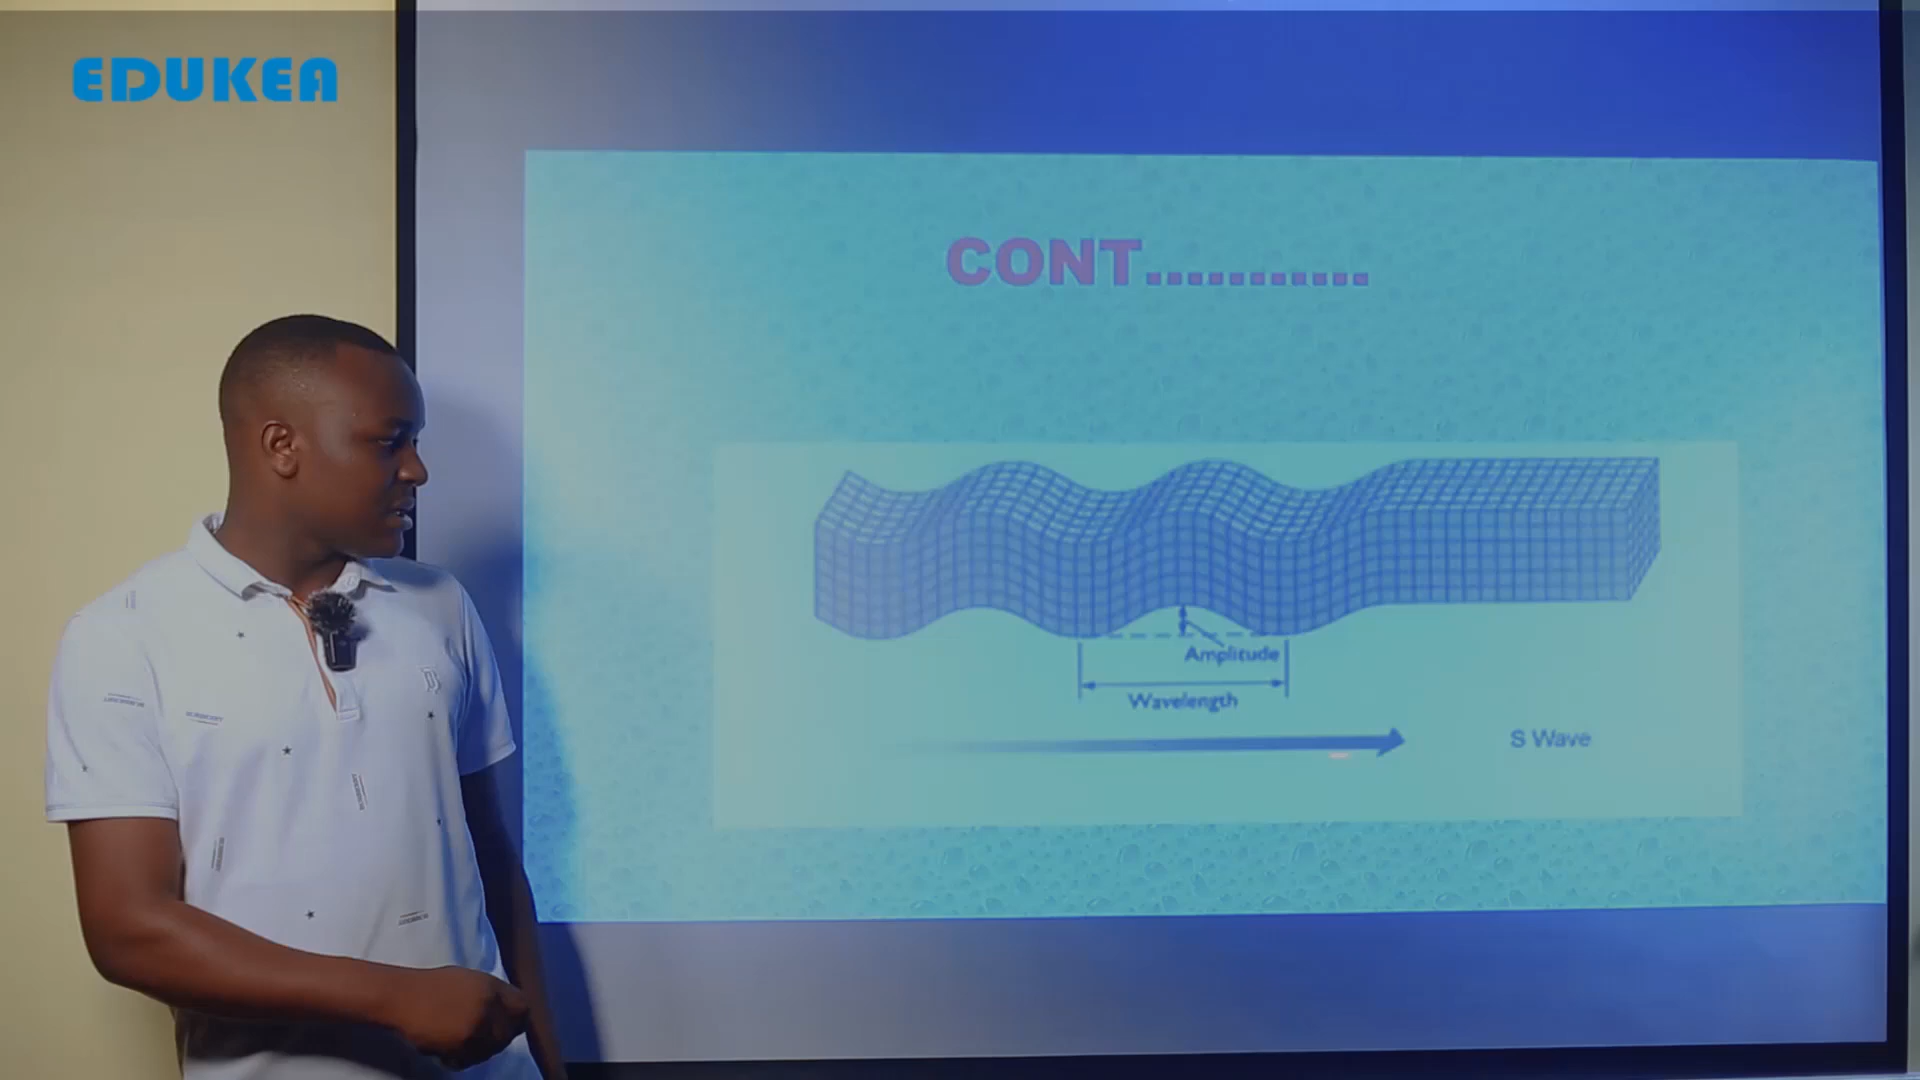 EDUKEA
CONT...........
Amplitude
Wavelength
S Wave